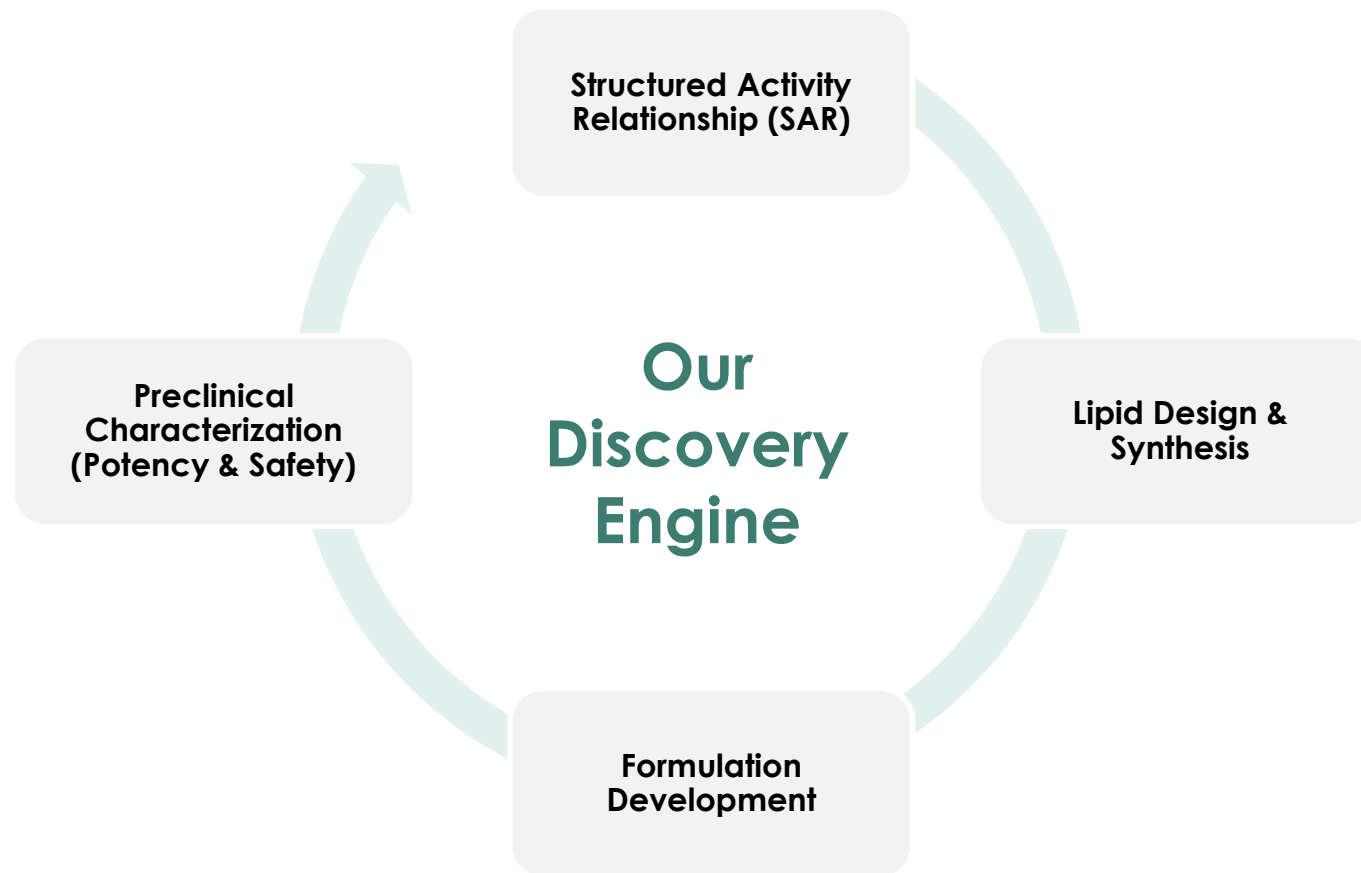 Structured Activity
Relationship (SAR)
Our
Discovery
Engine
Preclinical
Characterization
(Potency & Safety)
Lipid Design &
Synthesis
Formulation
Development